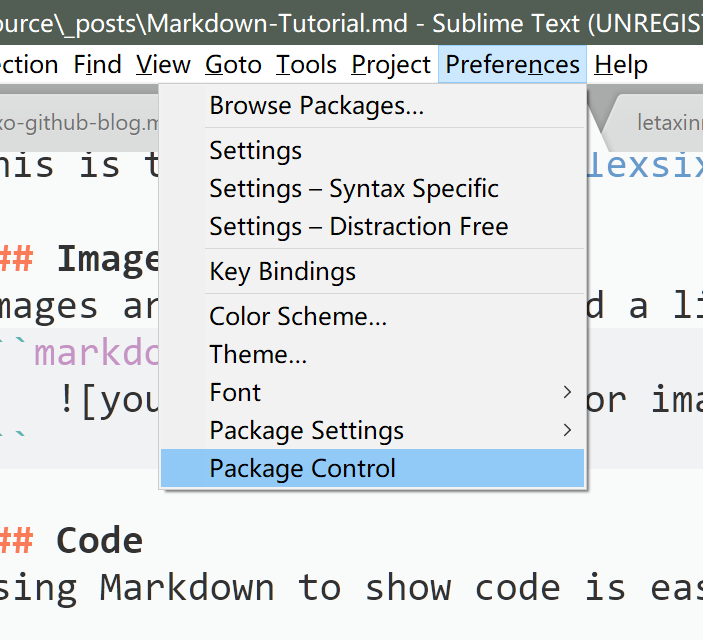 ource\_posts\Markdown-Tutorial.md - Sublime Text (UNREGIST
ection Find View Goto Tools Project Preferences Help
xo-github-blog.m letaxinr
Browse Packages...
his is t lexsix
Settings
Settings – Syntax Specific
Settings – Distraction Free
## Image
Key Bindings
mages ar d a li
Color Scheme...
``markdo
Theme...
![you or ima
Font
Package Settings
``
Package Control
## Code
sing Markdown to show code is eas